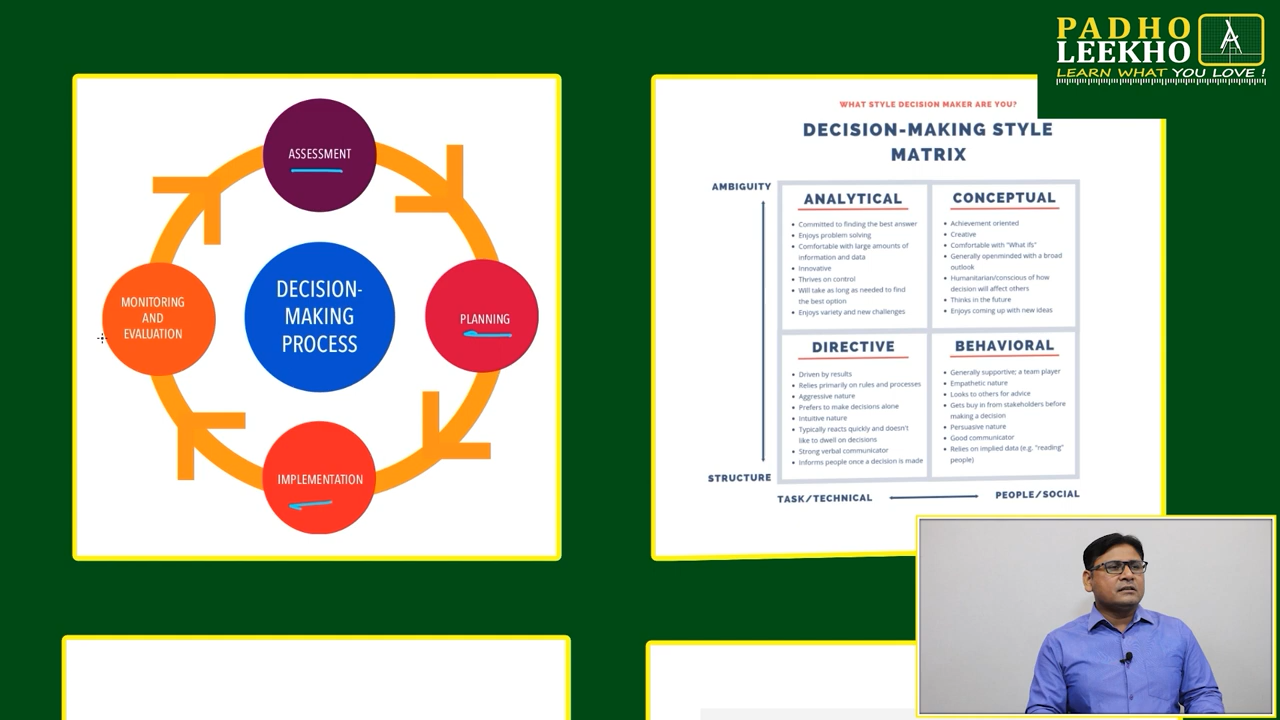 PADHO
LEEKHO
LEARN WHAT YOU LOVE !
ASSESSMENT
DECISION-
MAKING
PROCESS
MONITORING
AND
EVALUATION
PLANNING
IMPLEMENTATION
WHAT STYLE DECISION MAKER ARE YOU?
DECISION-MAKING STYLE
MATRIX
AMBIGUITY
ANALYTICAL
• Committed to finding the best answer
• Enjoys problem solving
• Comfortable with large amounts of
information and data
• Innovative
• Thrives on control
• Will take as long as needed to find
the best option
• Enjoys variety and new challenges
CONCEPTUAL
• Achievement oriented
• Creative
• Comfortable with "What ifs"
• Generally openminded with a broad
outlook
• Humanitarian/conscious of how
decision will affect others
• Thinks in the future
• Enjoys coming up with new ideas
DIRECTIVE
• Driven by results
• Relies primarily on rules and processes
• Aggressive nature
• Prefers to make decisions alone
• Intuitive nature
• Typically reacts quickly and doesn't
like to dwell on decisions
• Strong verbal communicator
• Informs people once a decision is made
BEHAVIORAL
• Generally supportive; a team player
• Empathetic nature
• Looks to others for advice
• Gets buy in from stakeholders before
making a decision
• Persuasive nature
• Good communicator
• Relies on implied data (e.g. "reading"
people)
STRUCTURE
TASK/TECHNICAL
PEOPLE/SOCIAL